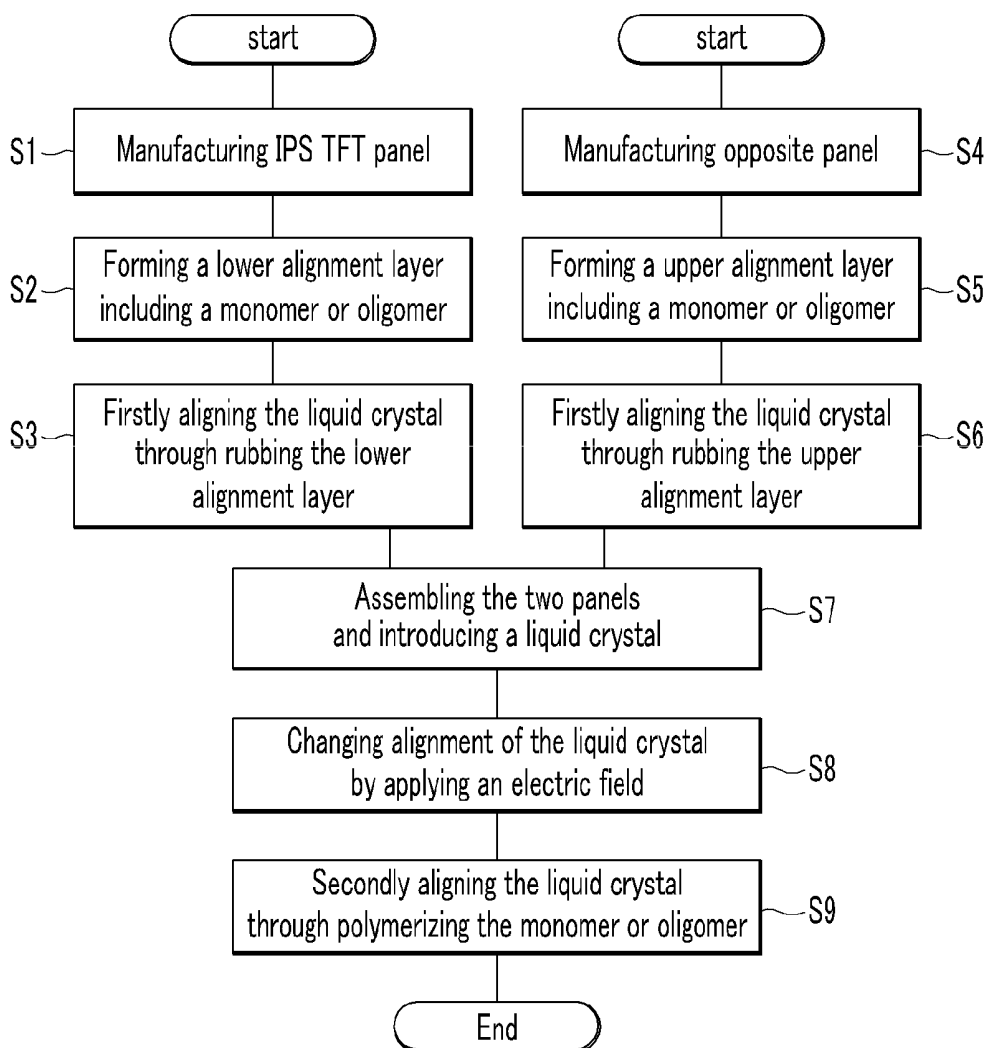 start
S1
Manufacturing IPS TFT panel
S2
Forming a lower alignment layer
including a monomer or oligomer
S3
Firstly aligning the liquid crystal
through rubbing the lower
alignment layer
start
Manufacturing opposite panel
S4
Forming a upper alignment layer
including a monomer or oligomer
S5
Firstly aligning the liquid crystal
through rubbing the upper
alignment layer
S6
Assembling the two panels
and introducing a liquid crystal
S7
Changing alignment of the liquid crystal
by applying an electric field
S8
Secondly aligning the liquid crystal
through polymerizing the monomer or oligomer
S9
End